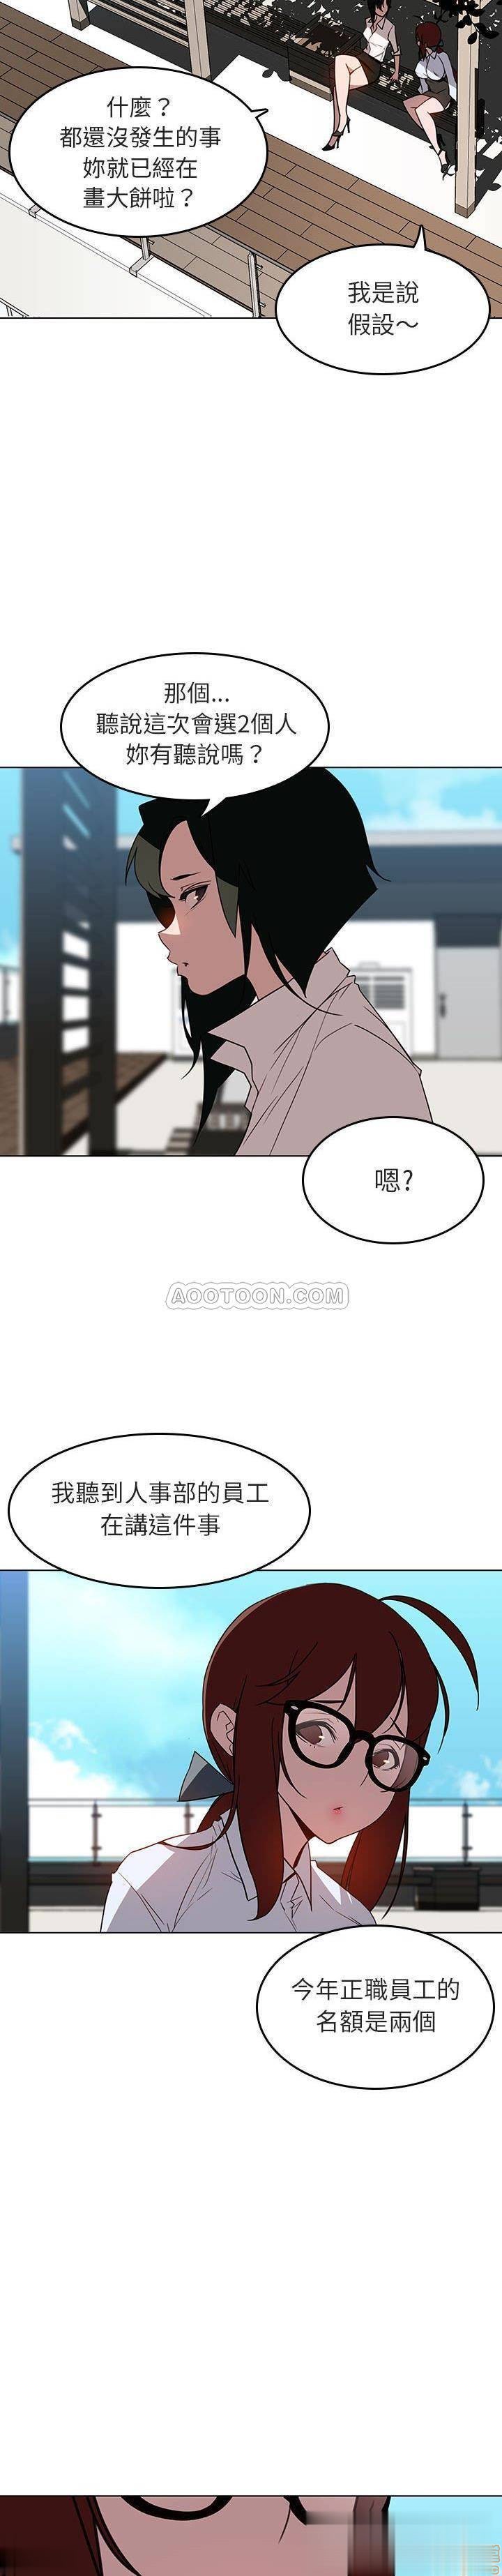 什麼？
都還沒發生的事
妳就已經在
畫大餅啦？
我是說
假設～
那個...
聽說這次會選2個人
妳有聽說嗎？
嗯?
AOOTOON.COM
我聽到人事部的員工
在講這件事
今年正職員工的
名額是兩個